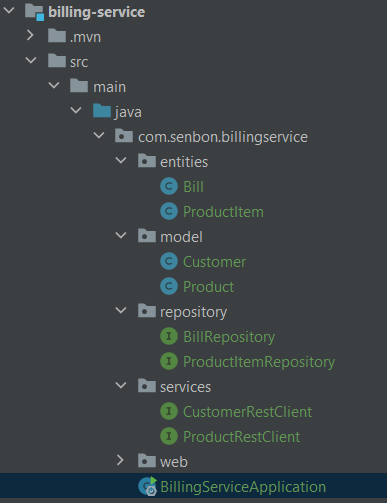 billing-service
.mvn
src
main
java
com.senbon.billingservice
entities
C Bill
C ProductItem
model
C Customer
C Product
repository
I BillRepository
I ProductItemRepository
services
I CustomerRestClient
I ProductRestClient
web
BillingServiceApplication